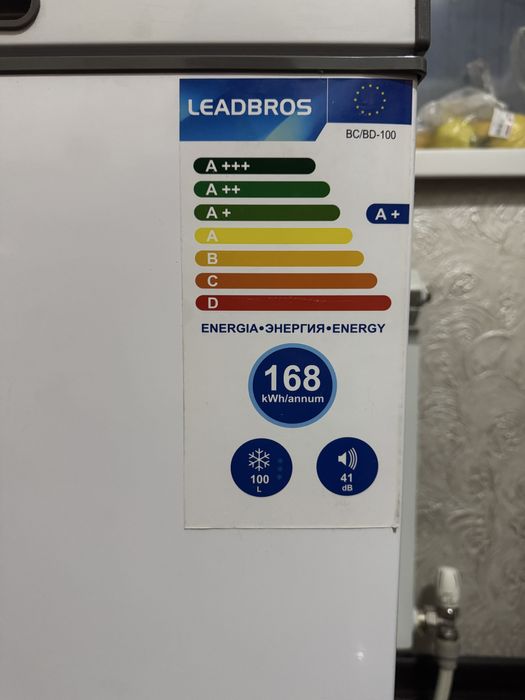 LEADBROS
BC/BD-100
A +++
A ++
A +
A +
A
B
C
D
ENERGIA•ЭНЕРГИЯ•ENERGY
168
kWh/annum
100
L
41
dB